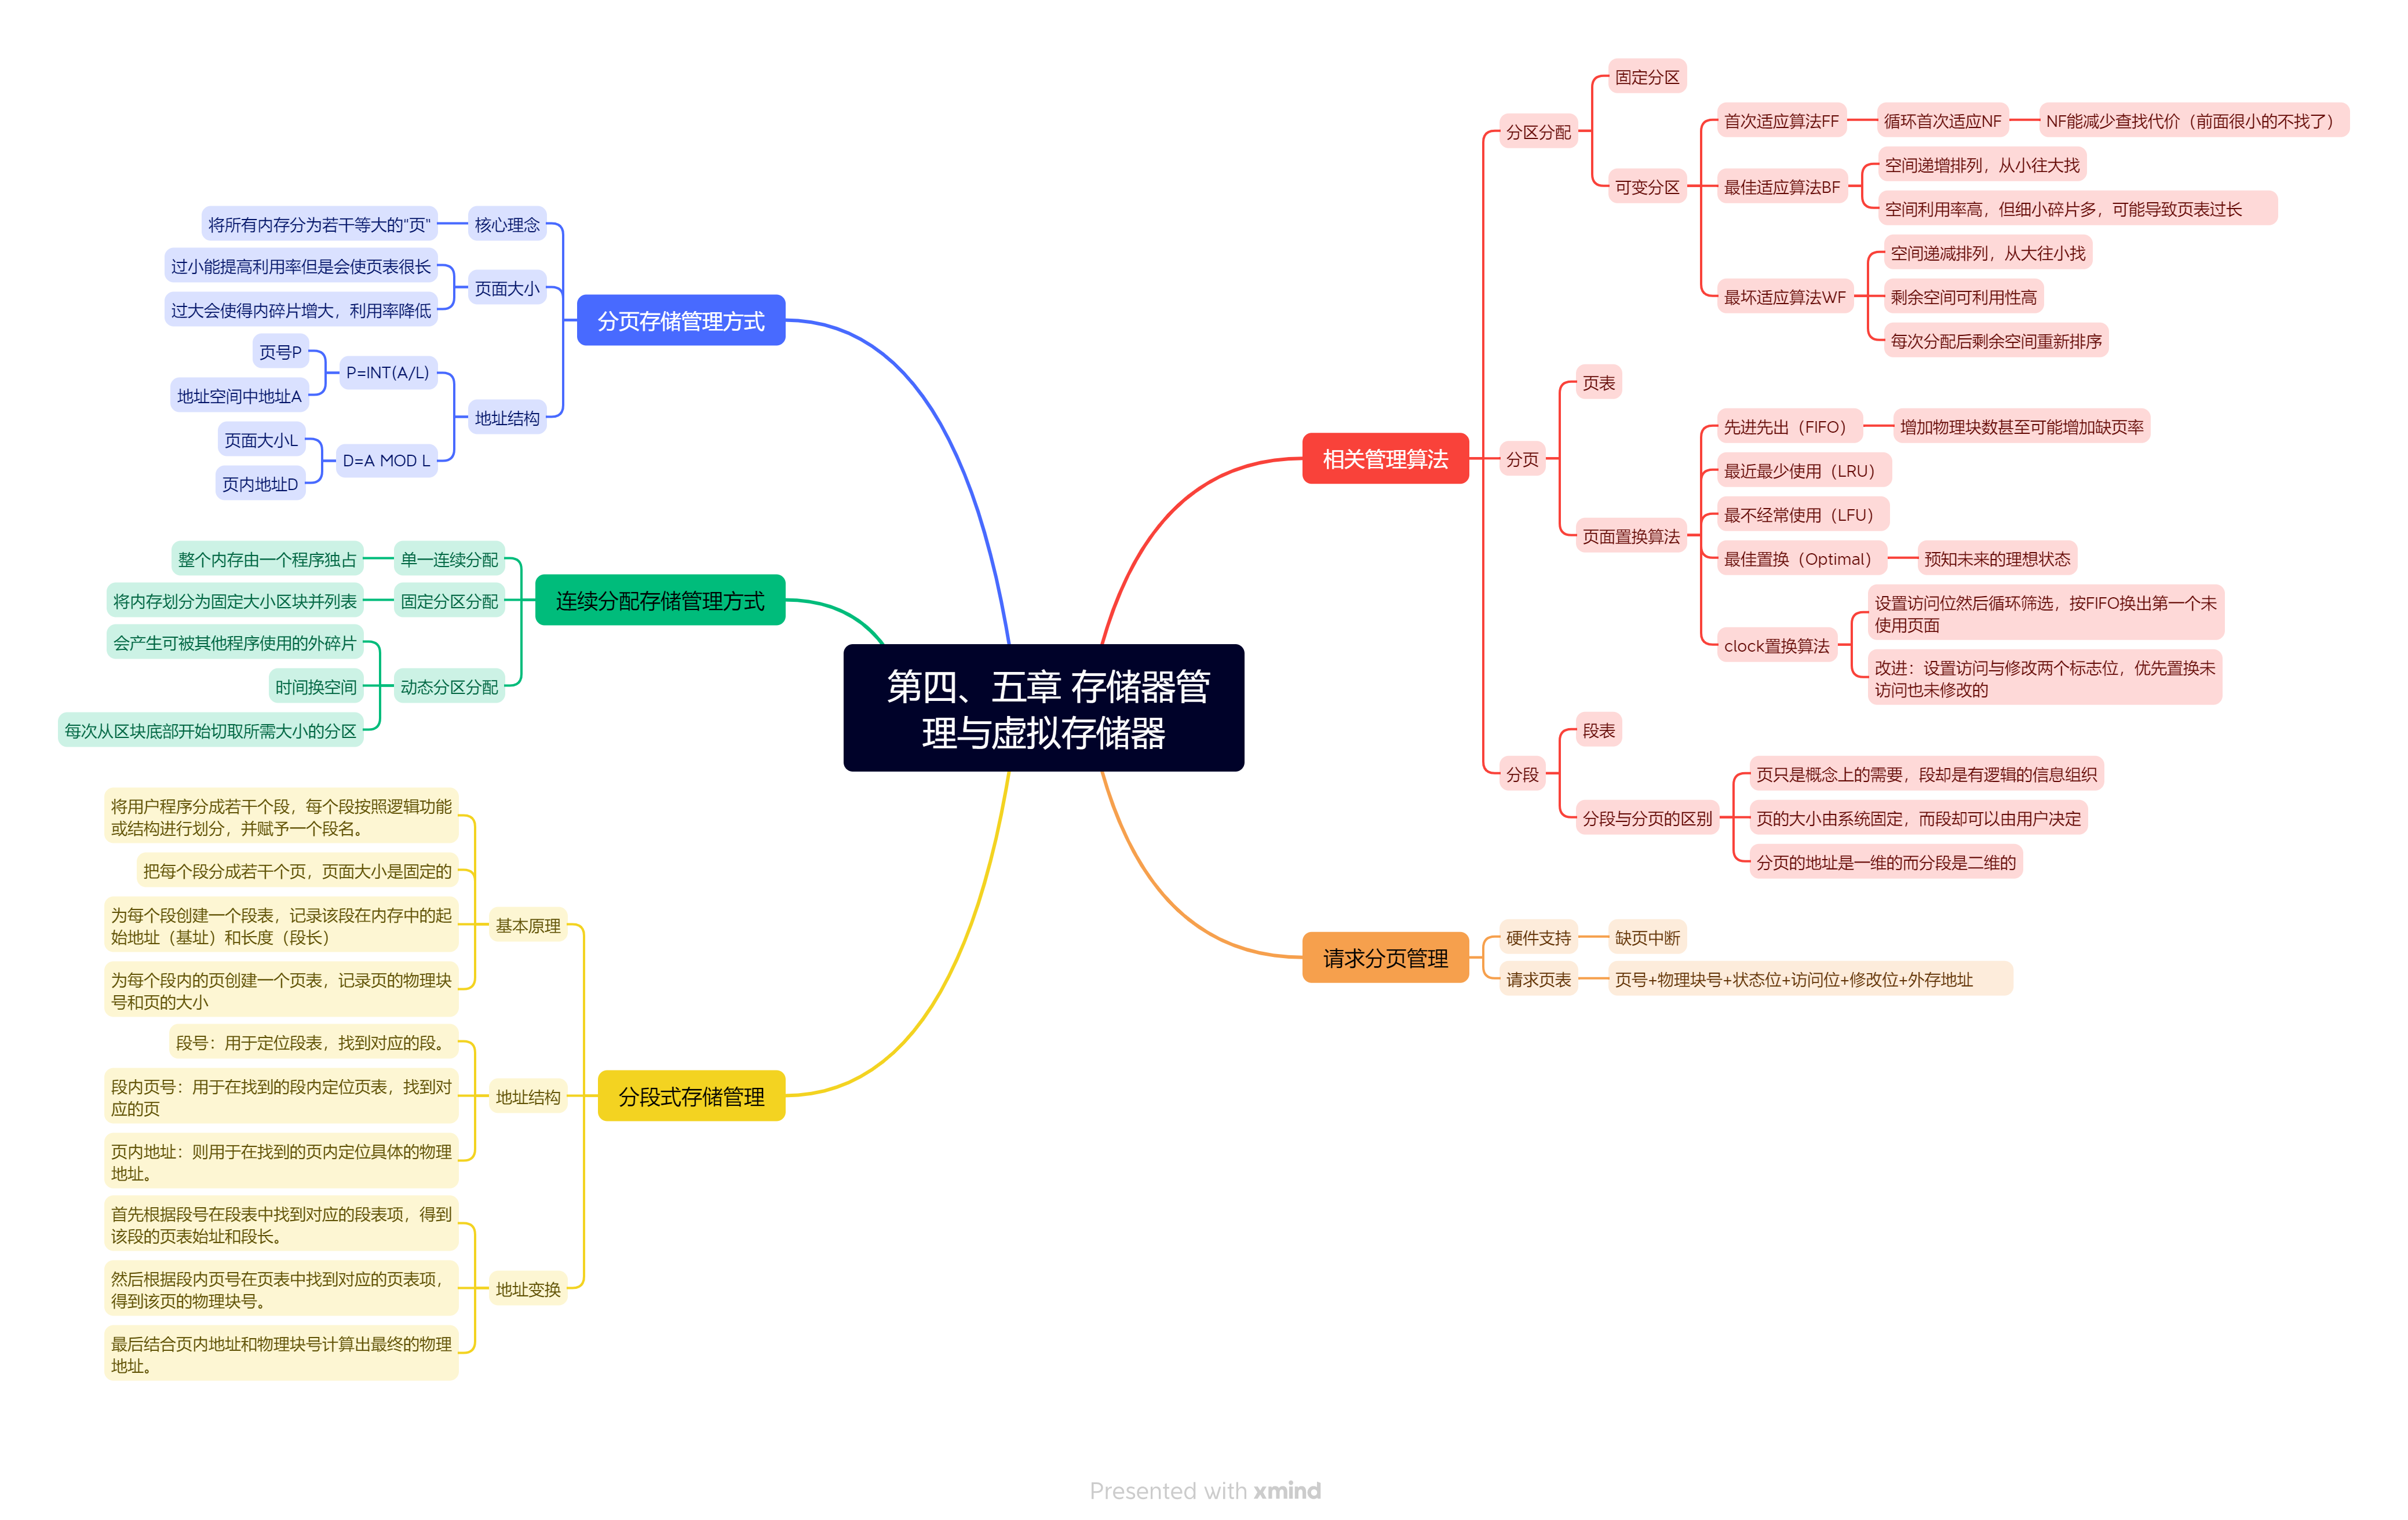 第四、五章 存储器管
理与虚拟存储器
相关管理算法
分区分配
固定分区
可变分区
首次适应算法FF
循环首次适应NF
NF能减少查找代价（前面很小的不找了）
最佳适应算法BF
空间递增排列，从小往大找
空间利用率高，但细小碎片多，可能导致页表过长
最坏适应算法WF
空间递减排列，从大往小找
剩余空间可利用性高
每次分配后剩余空间重新排序
分页
页表
页面置换算法
先进先出（FIFO）
增加物理块数甚至可能增加缺页率
最近最少使用（LRU）
最不经常使用（LFU）
最佳置换（Optimal）
预知未来的理想状态
clock置换算法
设置访问位然后循环筛选，按FIFO换出第一个未
使用页面
改进：设置访问与修改两个标志位，优先置换未
访问也未修改的
分段
段表
分段与分页的区别
页只是概念上的需要，段却是有逻辑的信息组织
页的大小由系统固定，而段却可以由用户决定
分页的地址是一维的而分段是二维的
请求分页管理
硬件支持
缺页中断
请求页表
页号+物理块号+状态位+访问位+修改位+外存地址
分页存储管理方式
核心理念
将所有内存分为若干等大的"页"
页面大小
过小能提高利用率但是会使页表很长
过大会使得内碎片增大，利用率降低
地址结构
P=INT(A/L)
页号P
地址空间中地址A
D=A MOD L
页面大小L
页内地址D
连续分配存储管理方式
单一连续分配
整个内存由一个程序独占
固定分区分配
将内存划分为固定大小区块并列表
动态分区分配
会产生可被其他程序使用的外碎片
时间换空间
每次从区块底部开始切取所需大小的分区
分段式存储管理
基本原理
将用户程序分成若干个段，每个段按照逻辑功能
或结构进行划分，并赋予一个段名。
把每个段分成若干个页，页面大小是固定的
为每个段创建一个段表，记录该段在内存中的起
始地址（基址）和长度（段长）
为每个段内的页创建一个页表，记录页的物理块
号和页的大小
地址结构
段号：用于定位段表，找到对应的段。
段内页号：用于在找到的段内定位页表，找到对
应的页
页内地址：则用于在找到的页内定位具体的物理
地址。
地址变换
首先根据段号在段表中找到对应的段表项，得到
该段的页表始址和段长。
然后根据段内页号在页表中找到对应的页表项，
得到该页的物理块号。
最后结合页内地址和物理块号计算出最终的物理
地址。
Presented with xmind